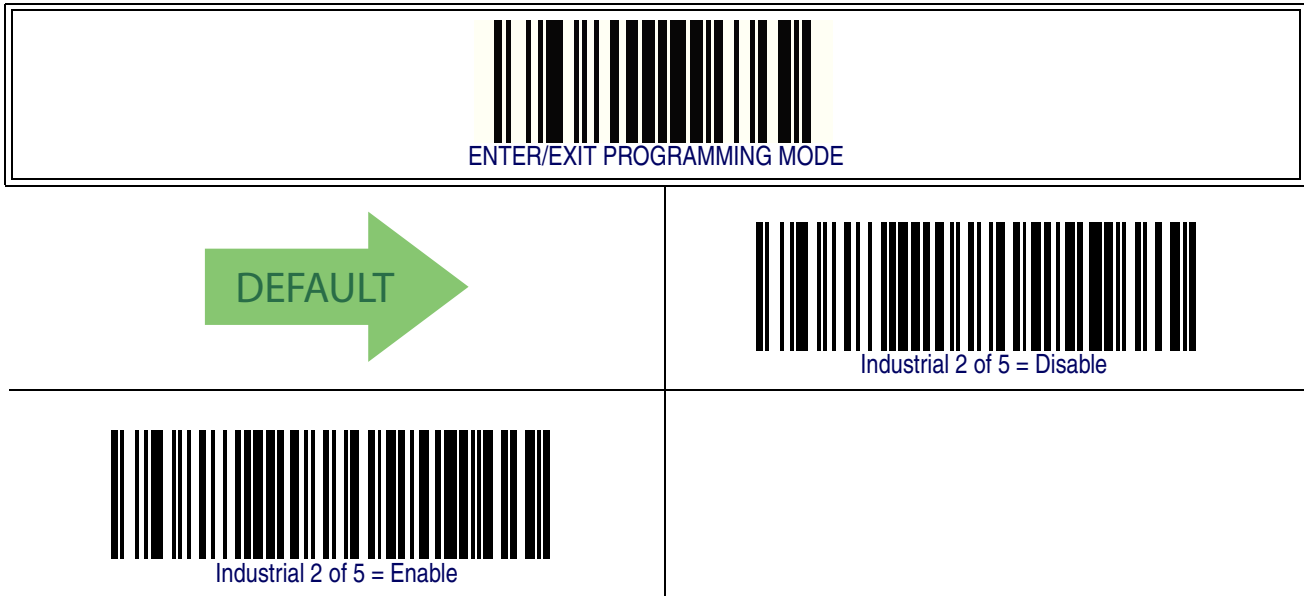 ENTER/EXIT PROGRAMMING MODE
DEFAULT
Industrial 2 of 5 = Disable
Industrial 2 of 5 = Enable